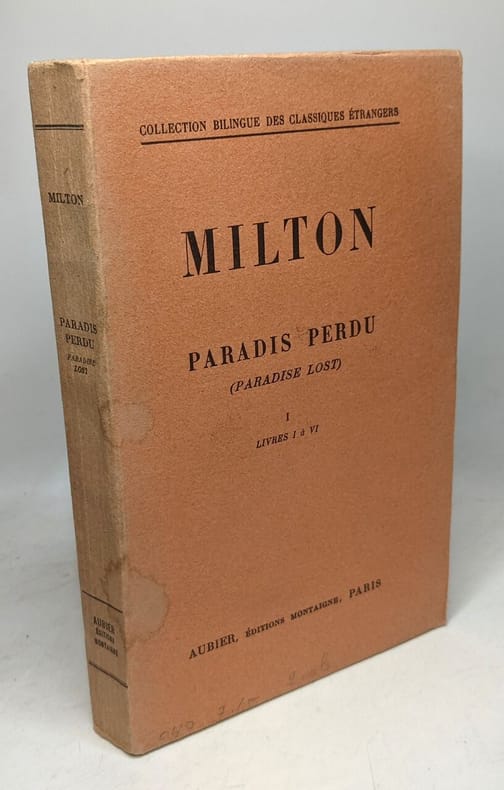 COLLECTION BILINGUE DES CLASSIQUES ÉTRANGERS
MILTON
PARADIS PERDU
(PARADISE LOST)
I
LIVRES I à VI
AUBIER, ÉDITIONS MONTAIGNE, PARIS
MILTON
PARADIS
PERDU
PARADISE
LOST
AUBIER
ÉDITIONS
MONTAIGNE